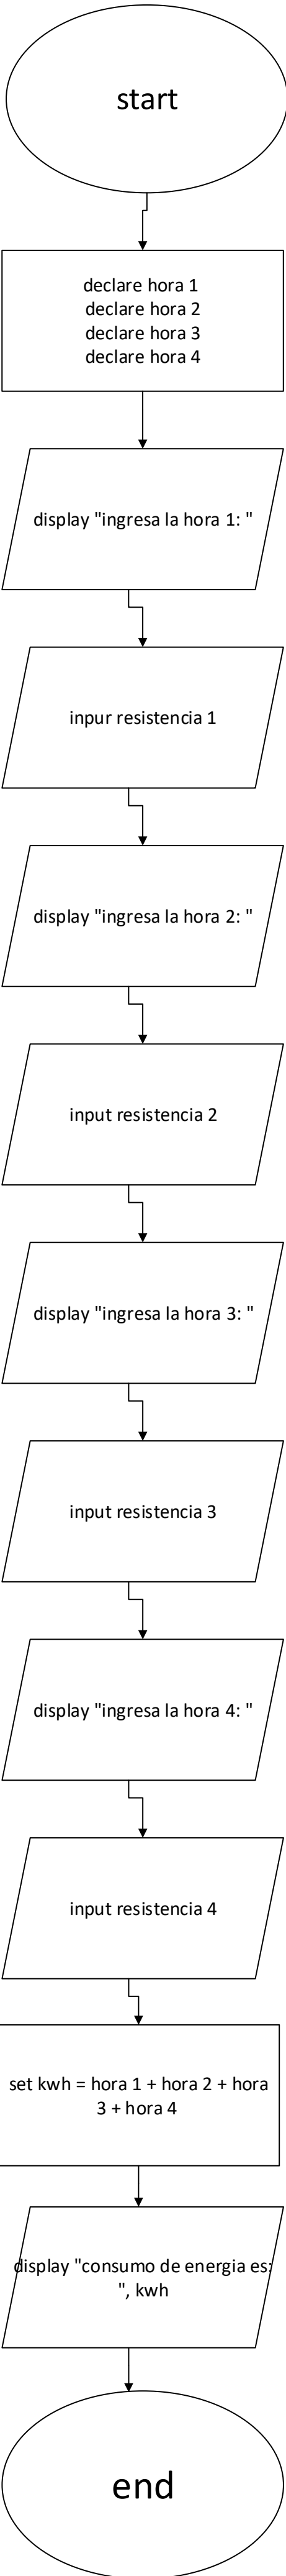 start
declare hora 1
declare hora 2
declare hora 3
declare hora 4
display "ingresa la hora 1: "
inpur resistencia 1
display "ingresa la hora 2: "
input resistencia 2
display "ingresa la hora 3: "
input resistencia 3
display "ingresa la hora 4: "
input resistencia 4
set kwh = hora 1 + hora 2 + hora
3 + hora 4
display "consumo de energia es:
", kwh
end